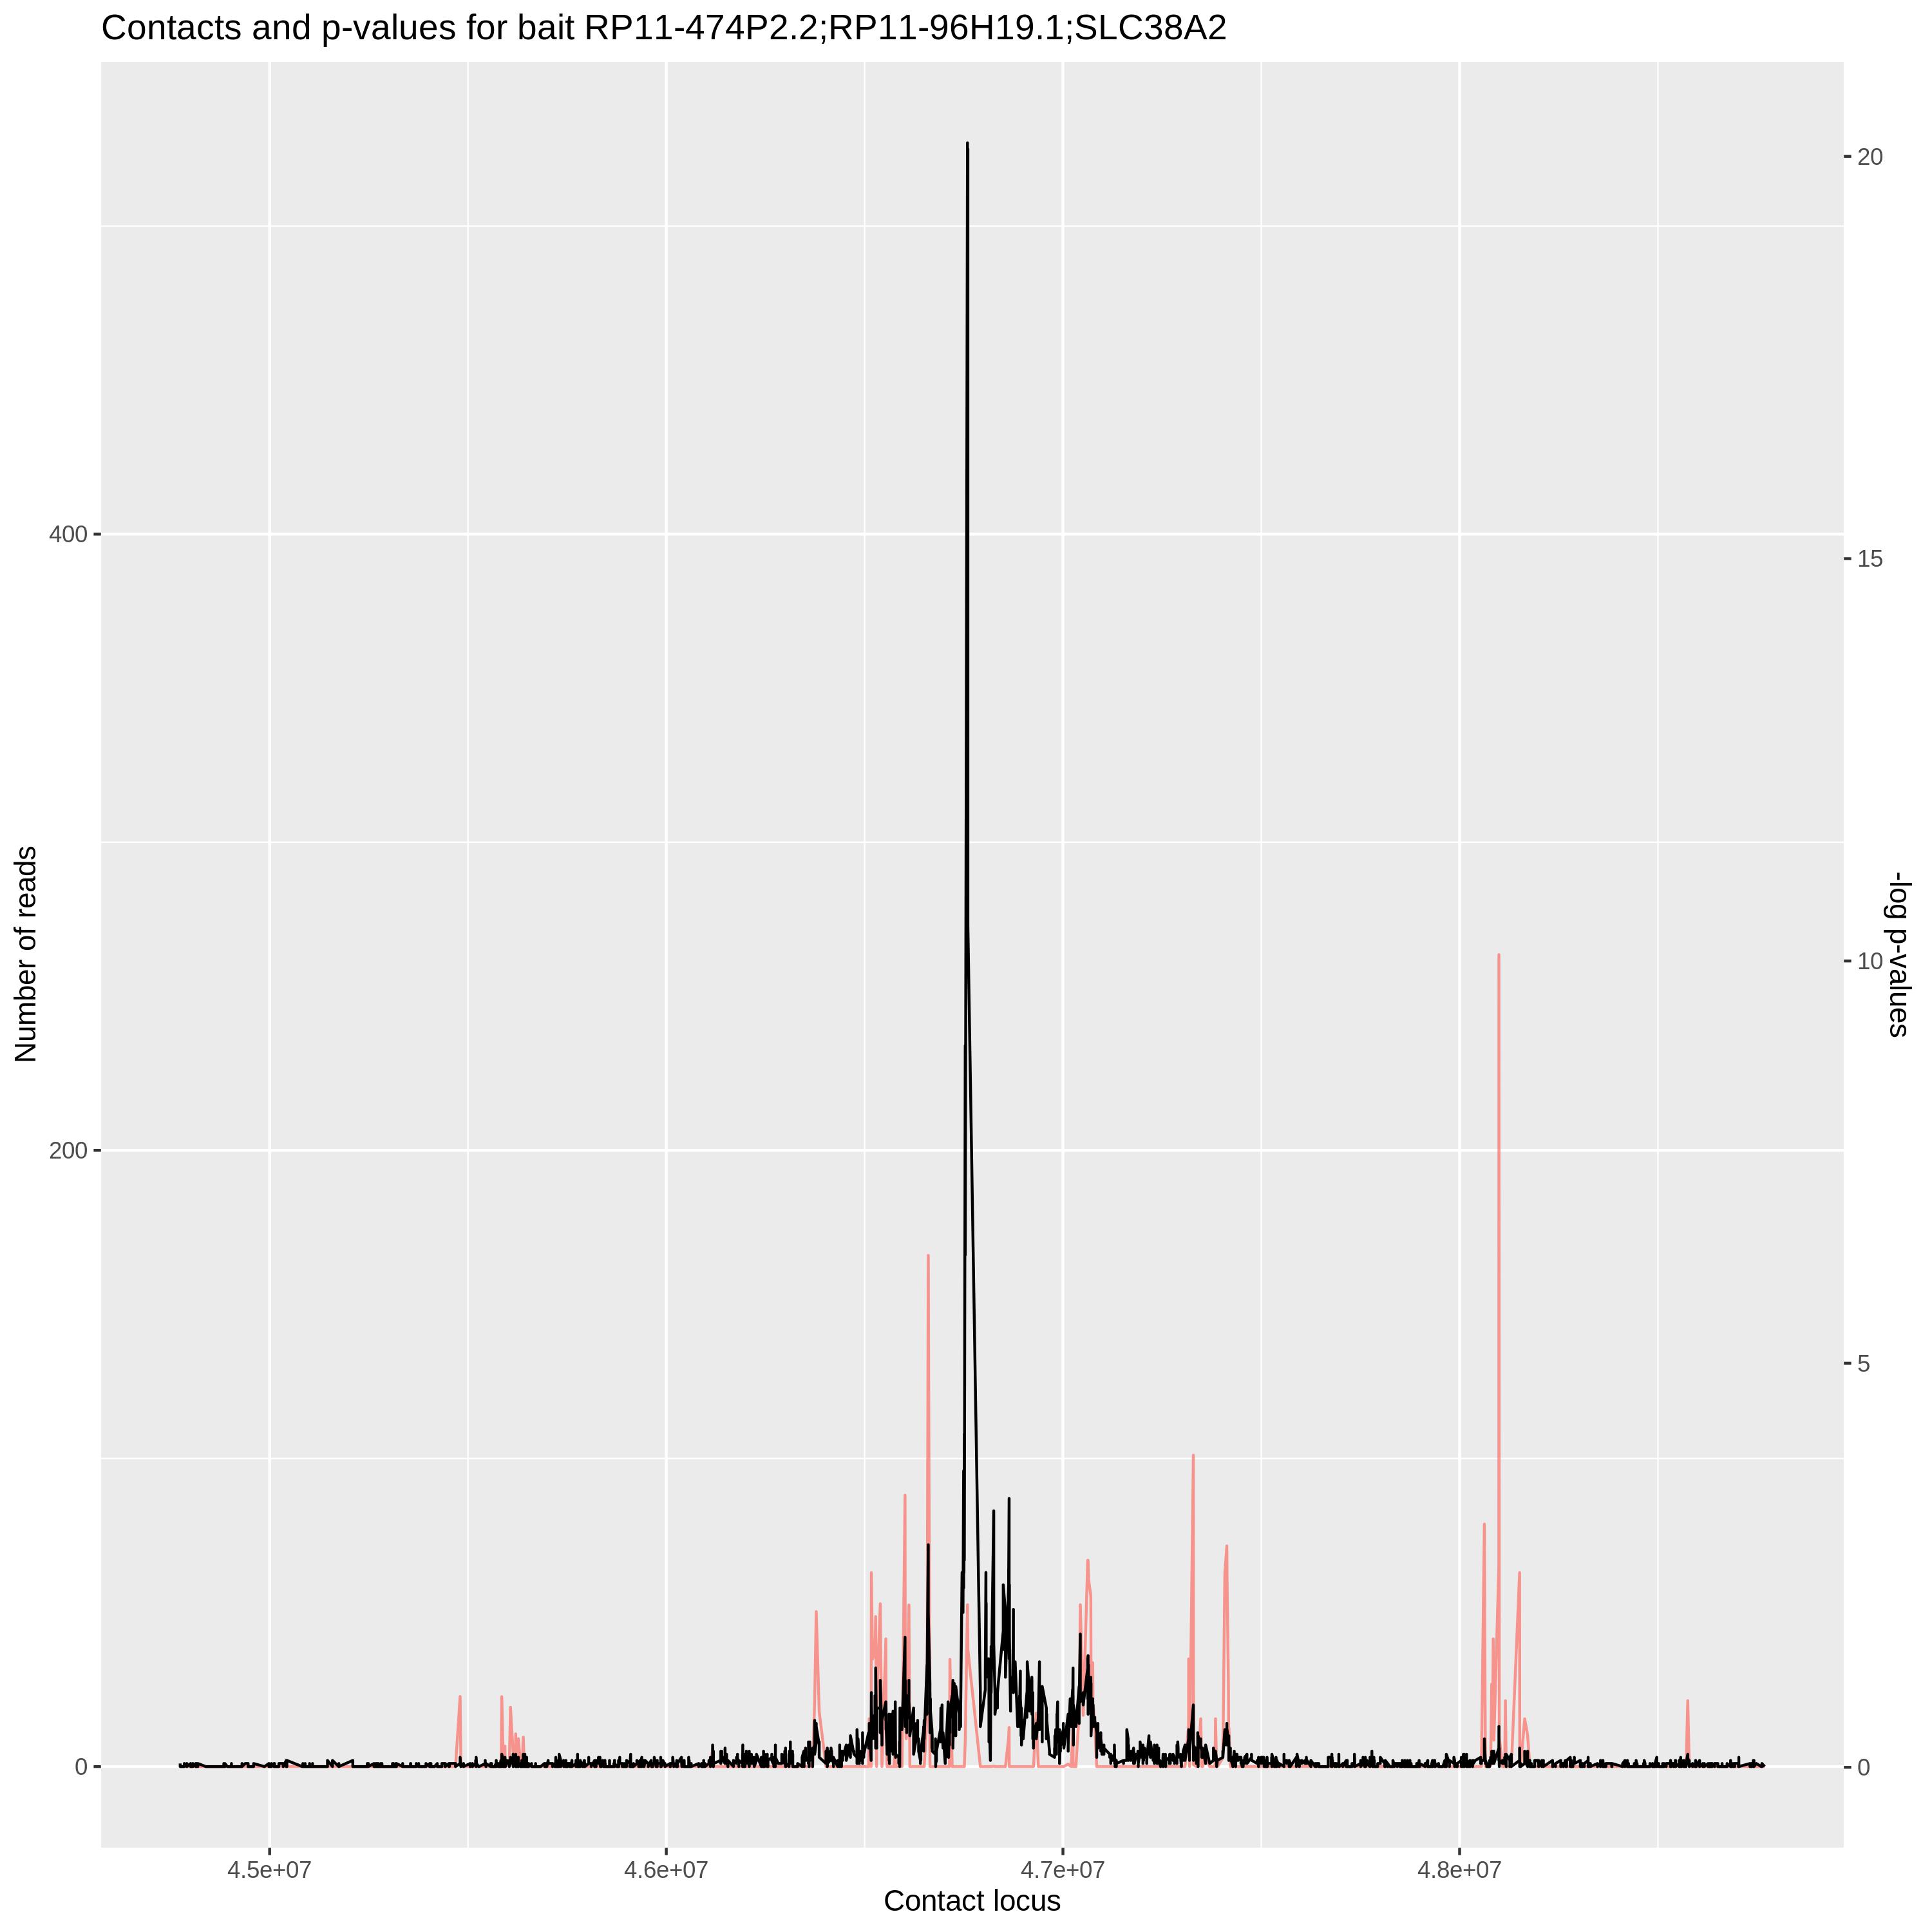 Contacts and p-values for bait RP11-474P2.2;RP11-96H19.1;SLC38A2
Number of reads
400
200
0
20
15
10
5
0
-log p-values
4.5e+07
4.6e+07
4.7e+07
4.8e+07
Contact locus